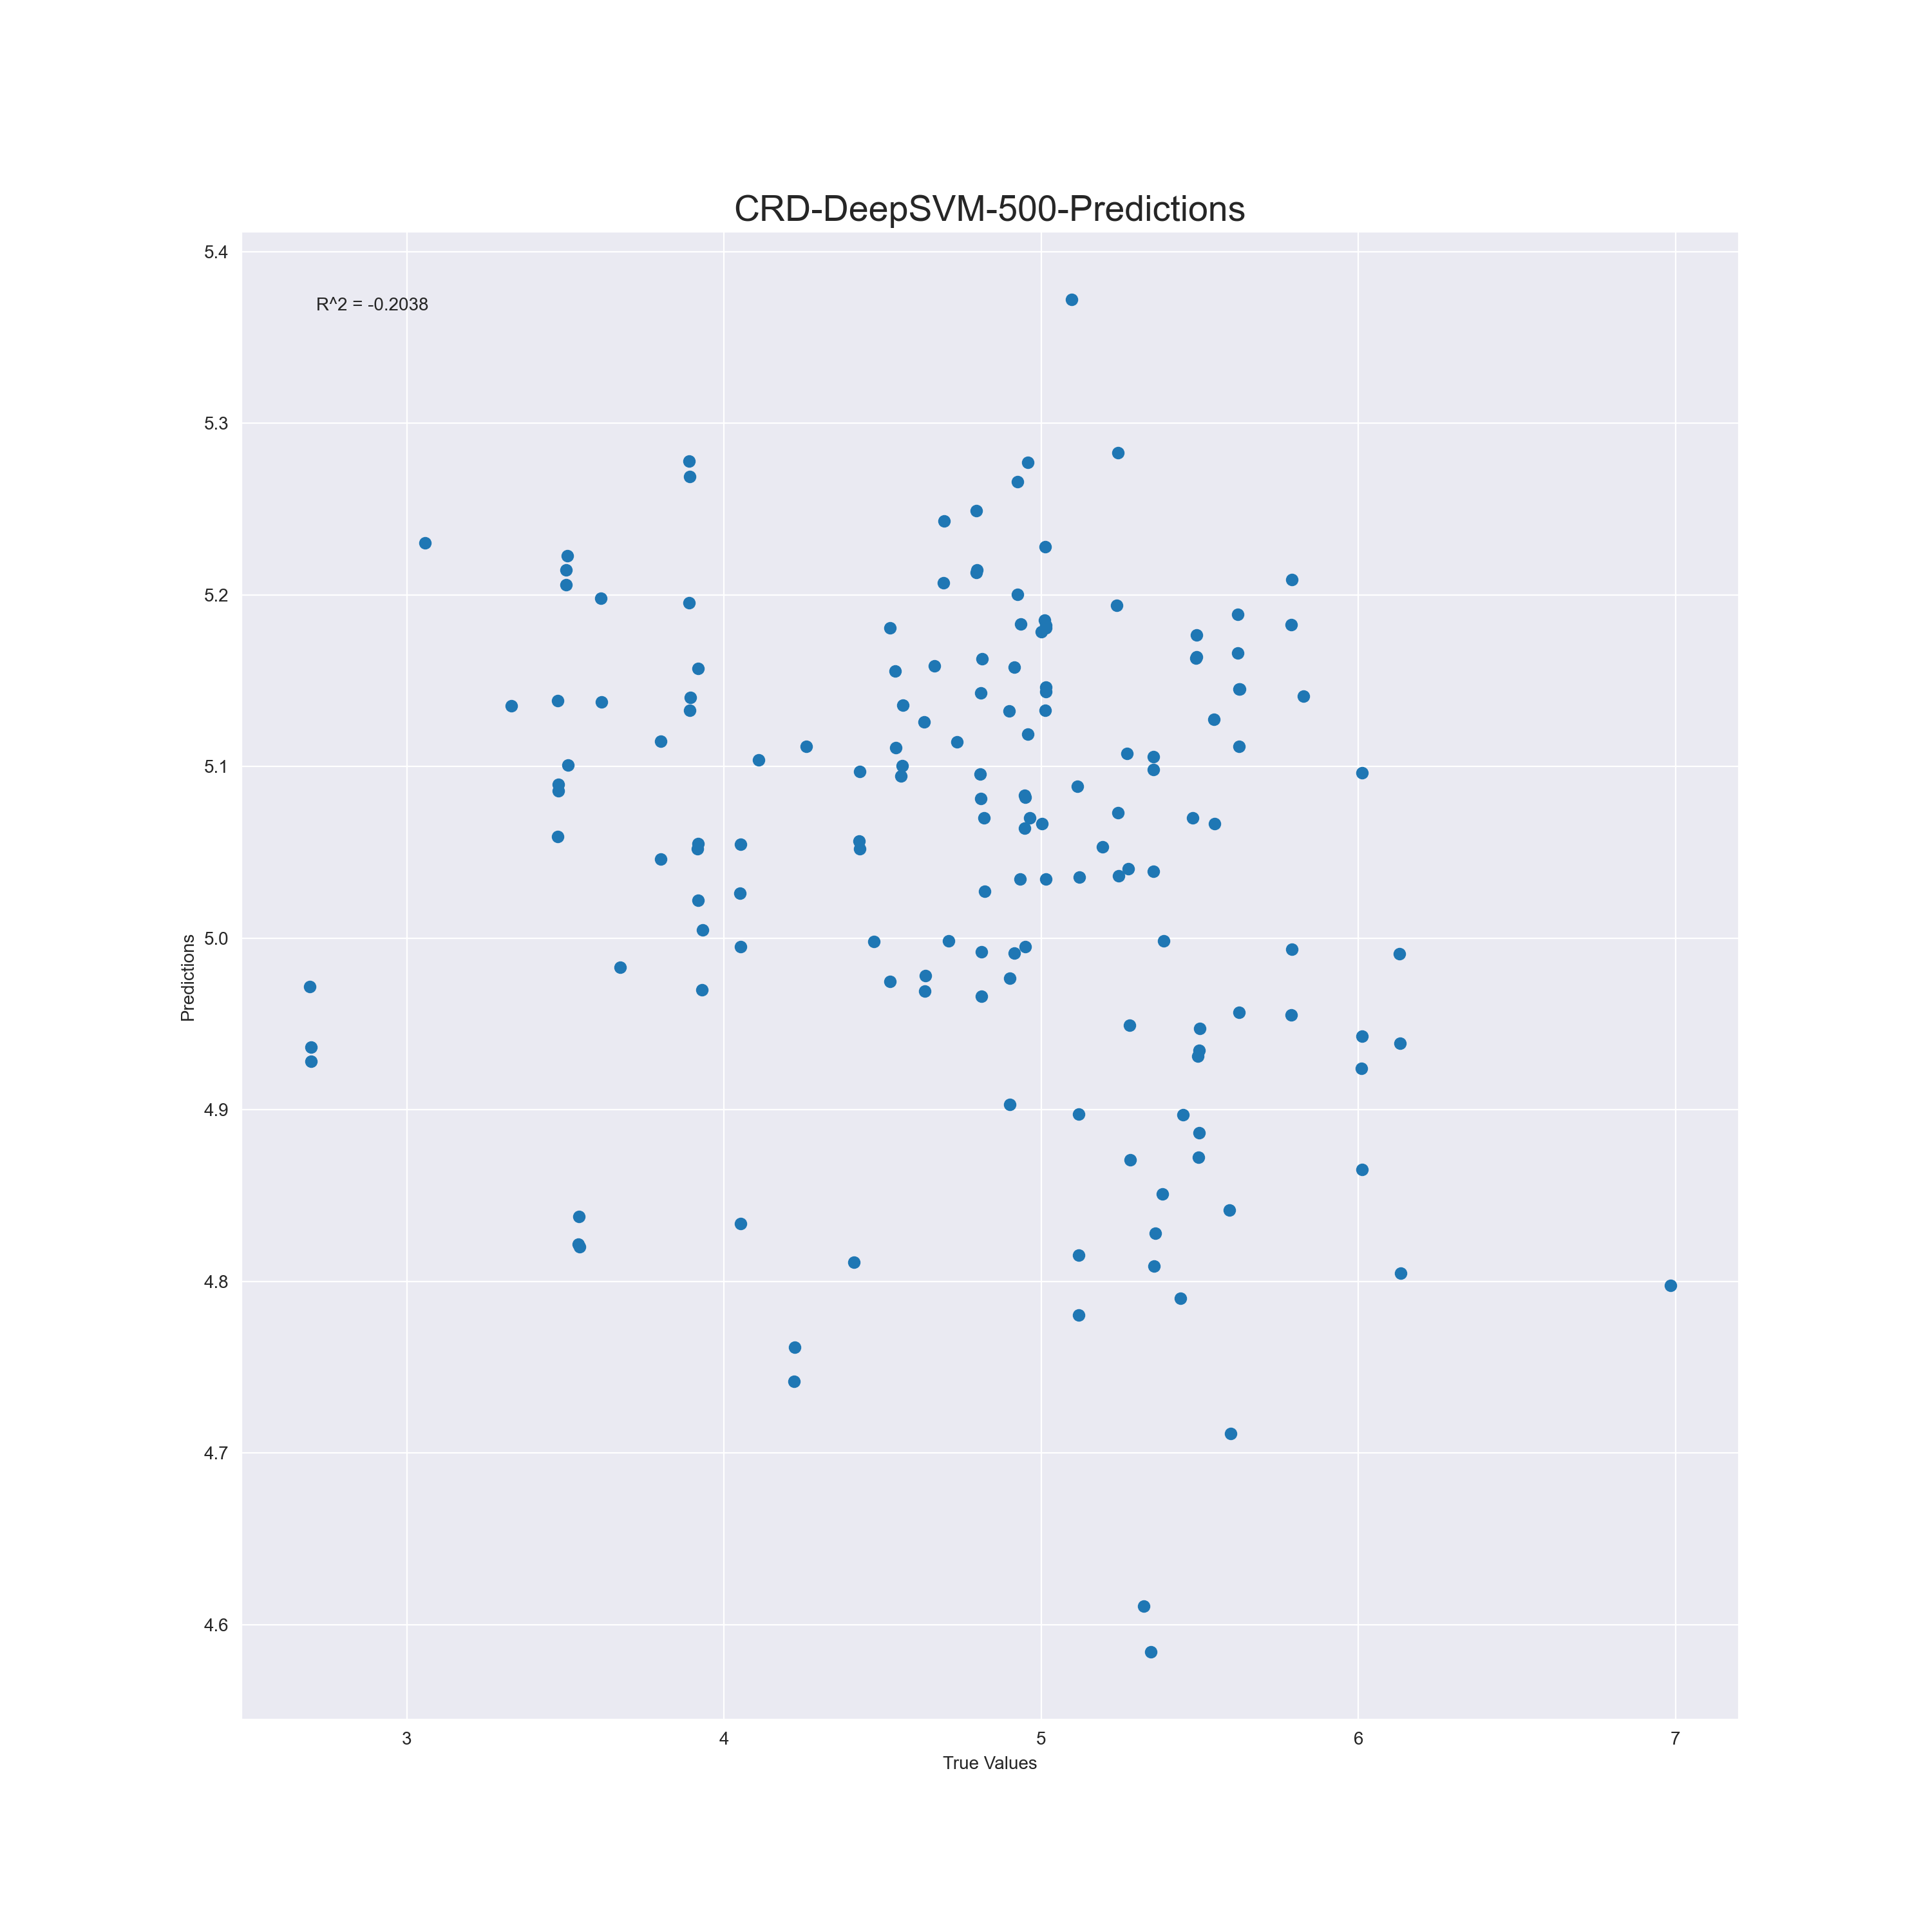 CRD-DeepSVM-500-Predictions
R^2 = -0.2038
5.4
5.3
5.2
5.1
5.0
4.9
4.8
4.7
4.6
Predictions
3 4 5 6 7
True Values